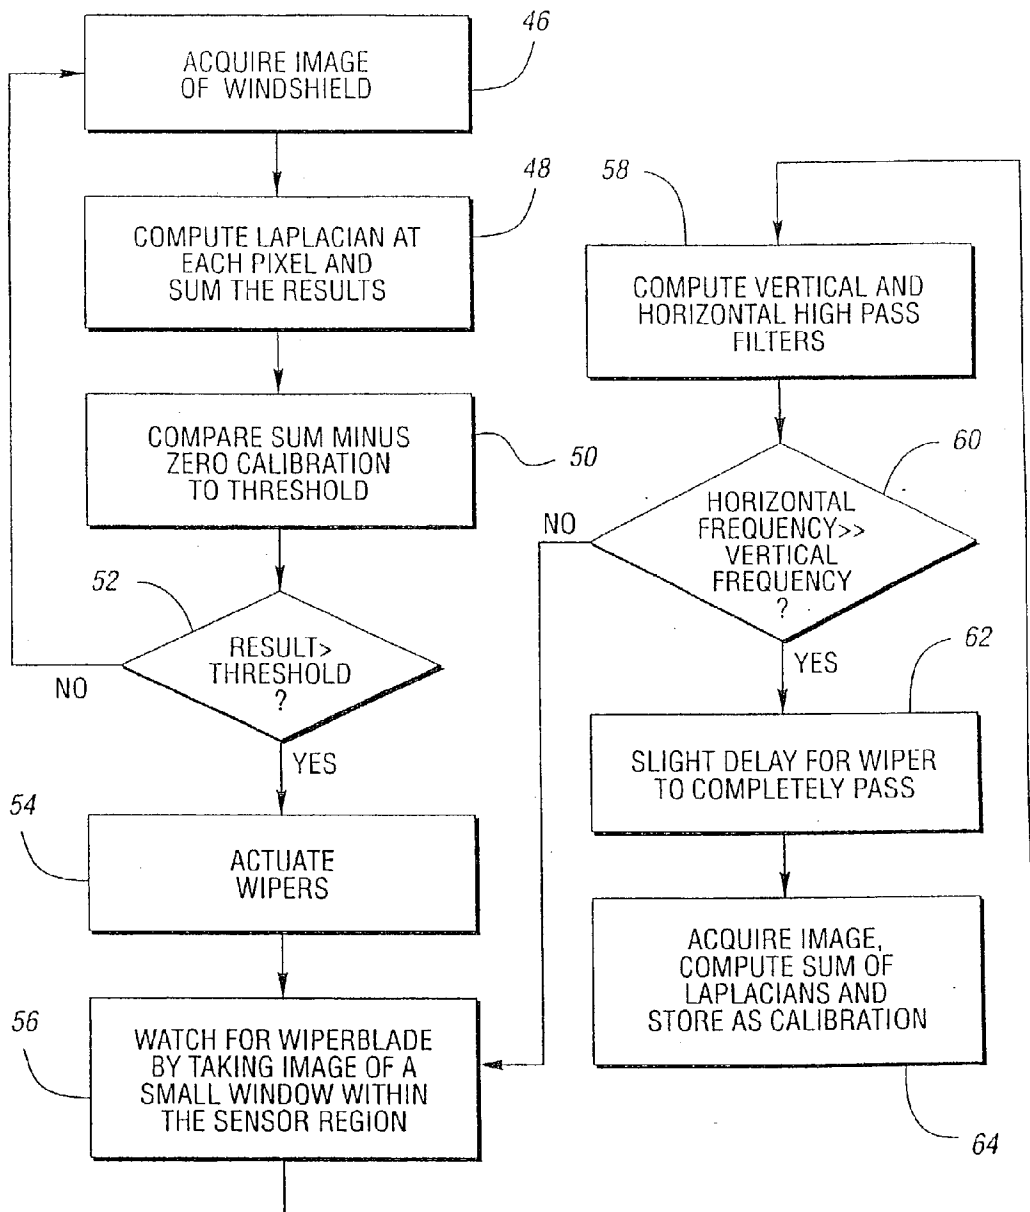 46
ACQUIRE IMAGE
OF WINDSHIELD
48
COMPUTE LAPLACIAN AT
EACH PIXEL AND
SUM THE RESULTS
COMPARE SUM MINUS
ZERO CALIBRATION
TO THRESHOLD
50
52
RESULT>
THRESHOLD
?
NO
YES
54
ACTUATE
WIPERS
56
WATCH FOR WIPERBLADE
BY TAKING IMAGE OF A
SMALL WINDOW WITHIN
THE SENSOR REGION
58
COMPUTE VERTICAL AND
HORIZONTAL HIGH PASS
FILTERS
60
NO
HORIZONTAL
FREQUENCY>>
VERTICAL
FREQUENCY
?
YES
62
SLIGHT DELAY FOR WIPER
TO COMPLETELY PASS
ACQUIRE IMAGE,
COMPUTE SUM OF
LAPLACIANS AND
STORE AS CALIBRATION
64